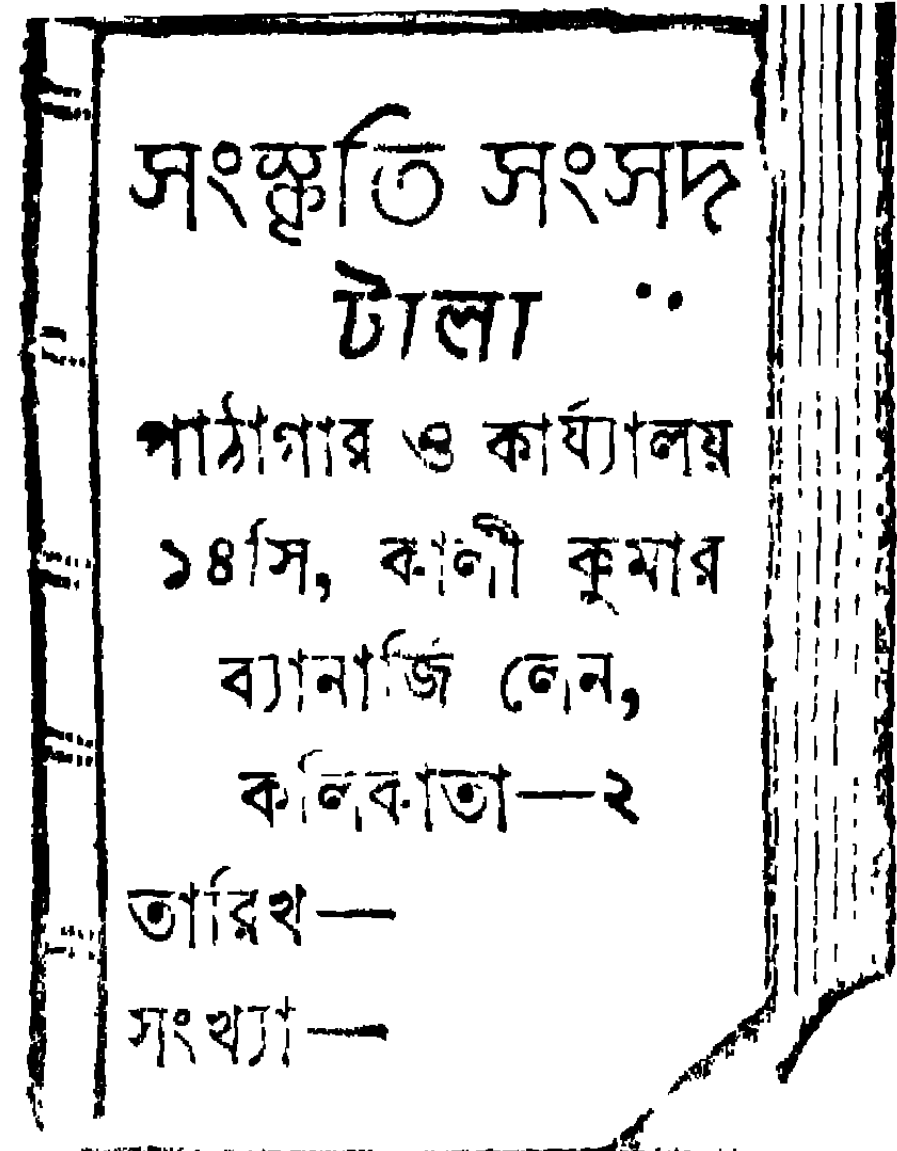 সংস্কৃতি সংসদ
টালা
পাঠাগার ও কার্য্যালয়
১৪সি, কালী কুমার
ব্যানার্জি লেন,
কলিকাতা—২
তারিখ—
সংখ্যা—